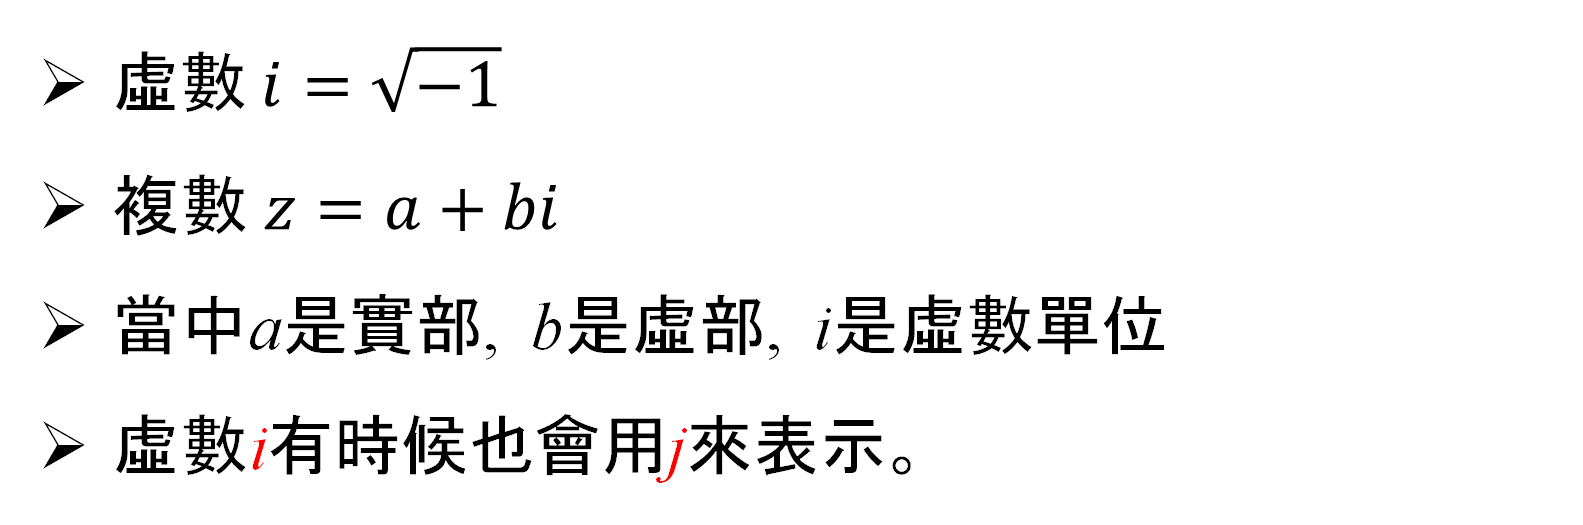 ➢ 虛數 i = √−1
➢ 複數 z = a + bi
➢ 當中a是實部, b是虛部, i是虛數單位
➢ 虛數i有時候也會用j來表示。